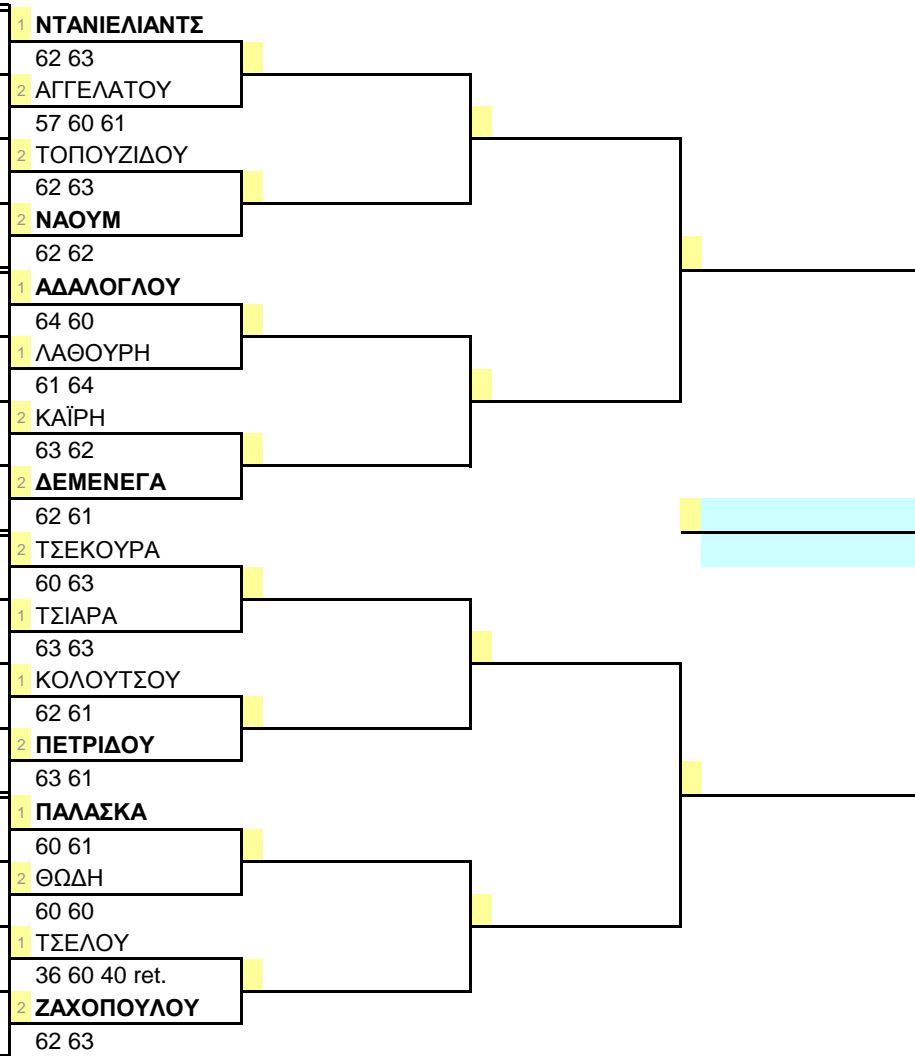 1 ΝΤΑΝΙΕΛΙΑΝΤΣ
62 63
2 ΑΓΓΕΛΑΤΟΥ
57 60 61
2 ΤΟΠΟΥΖΙΔΟΥ
62 63
2 ΝΑΟΥΜ
62 62
1 ΑΔΑΛΟΓΛΟΥ
64 60
1 ΛΑΘΟΥΡΗ
61 64
2 ΚΑΪΡΗ
63 62
2 ΔΕΜΕΝΕΓΑ
62 61
2 ΤΣΕΚΟΥΡΑ
60 63
1 ΤΣΙΑΡΑ
63 63
1 ΚΟΛΟΥΤΣΟΥ
62 61
2 ΠΕΤΡΙΔΟΥ
63 61
1 ΠΑΛΑΣΚΑ
60 61
2 ΘΩΔΗ
60 60
1 ΤΣΕΛΟΥ
36 60 40 ret.
2 ΖΑΧΟΠΟΥΛΟΥ
62 63